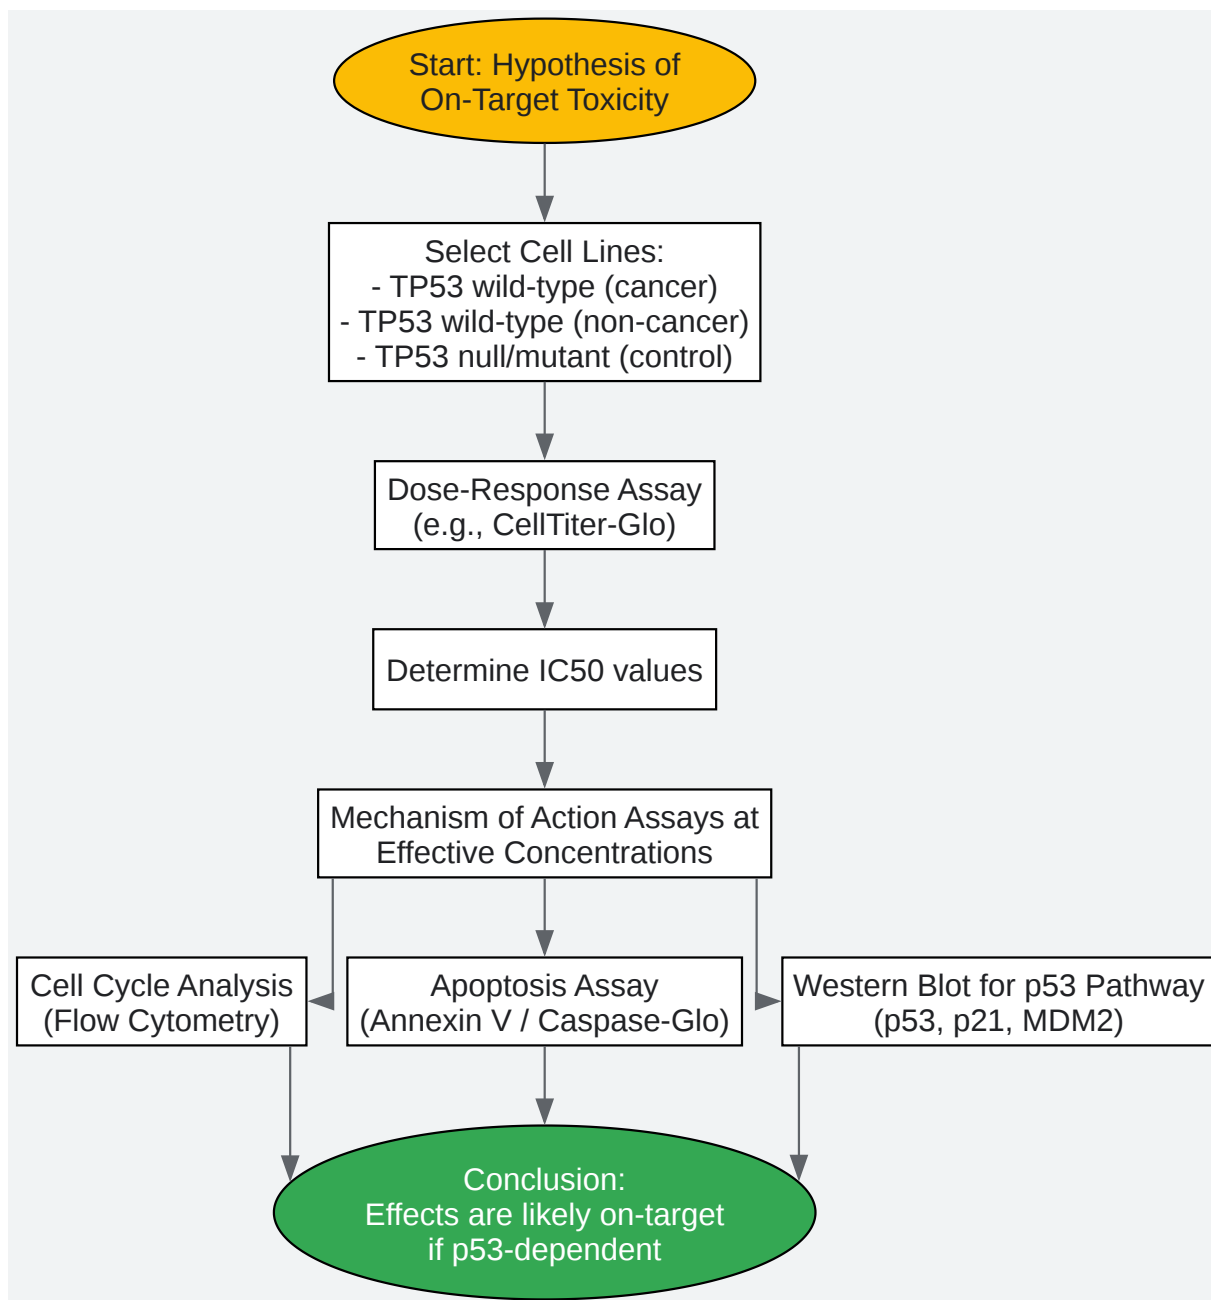 Start: Hypothesis of
On-Target Toxicity
Select Cell Lines:
- TP53 wild-type (cancer)
- TP53 wild-type (non-cancer)
- TP53 null/mutant (control)
Dose-Response Assay
(e.g., CellTiter-Glo)
Determine IC50 values
Mechanism of Action Assays at
Effective Concentrations
Cell Cycle Analysis
(Flow Cytometry)
Apoptosis Assay
(Annexin V / Caspase-Glo)
Western Blot for p53 Pathway
(p53, p21, MDM2)
Conclusion:
Effects are likely on-target
if p53-dependent